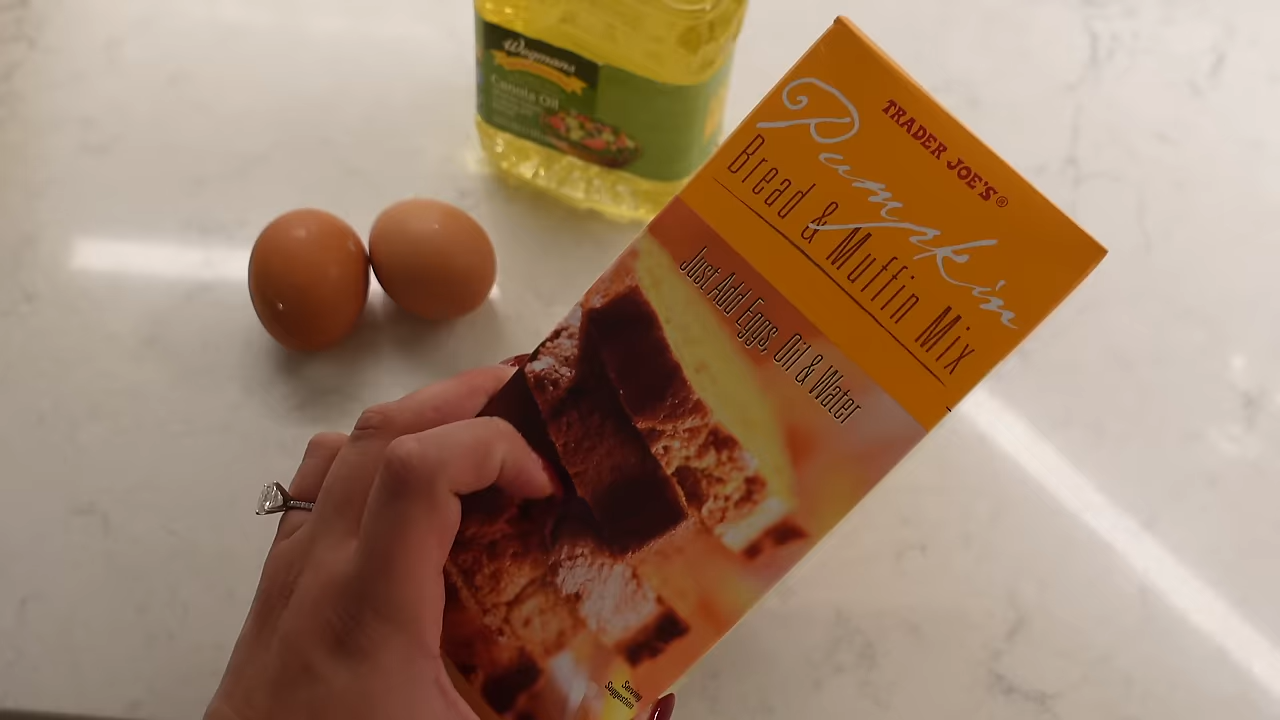 Wegmans
Canola Oil
TRADER JOE'S®
Pumpkin
Bread & Muffin Mix
Just Add Eggs, Oil & Water
Serving
Suggestion